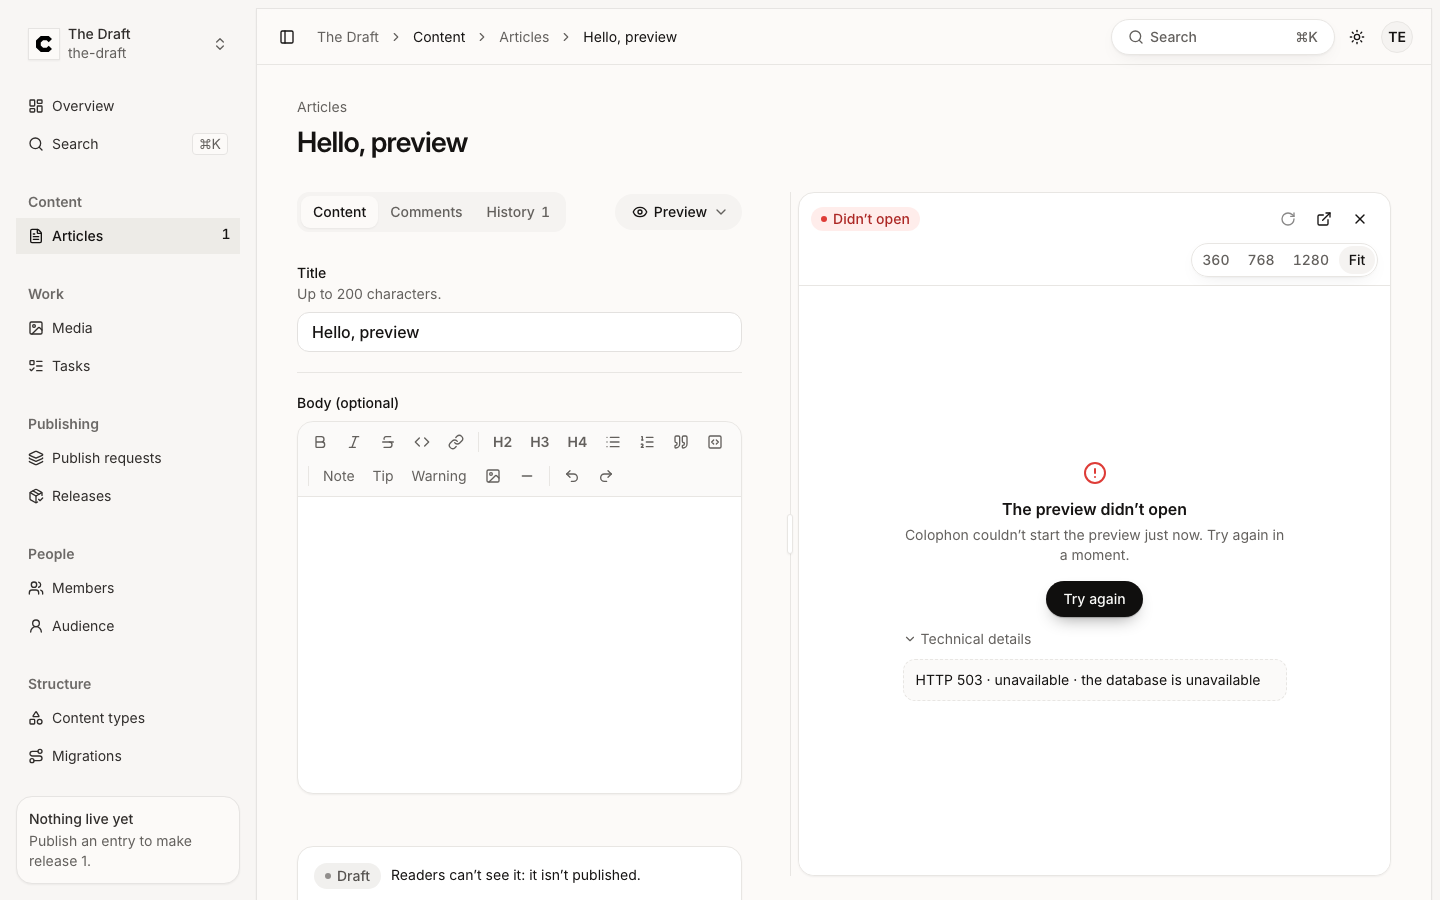 The Draft
the-draft
Overview
Search ⌘K
Content
Articles 1
Work
Media
Tasks
Publishing
Publish requests
Releases
People
Members
Audience
Structure
Content types
Migrations
Nothing live yet
Publish an entry to make
release 1.
The Draft > Content > Articles > Hello, preview
Search ⌘K
TE
Articles
Hello, preview
Content Comments History 1
Preview
Title
Up to 200 characters.
Hello, preview
Body (optional)
H2 H3 H4
Note Tip Warning
Draft Readers can’t see it: it isn’t published.
Didn’t open
360 768 1280 Fit
The preview didn’t open
Colophon couldn’t start the preview just now. Try again in
a moment.
Try again
Technical details
HTTP 503 · unavailable · the database is unavailable